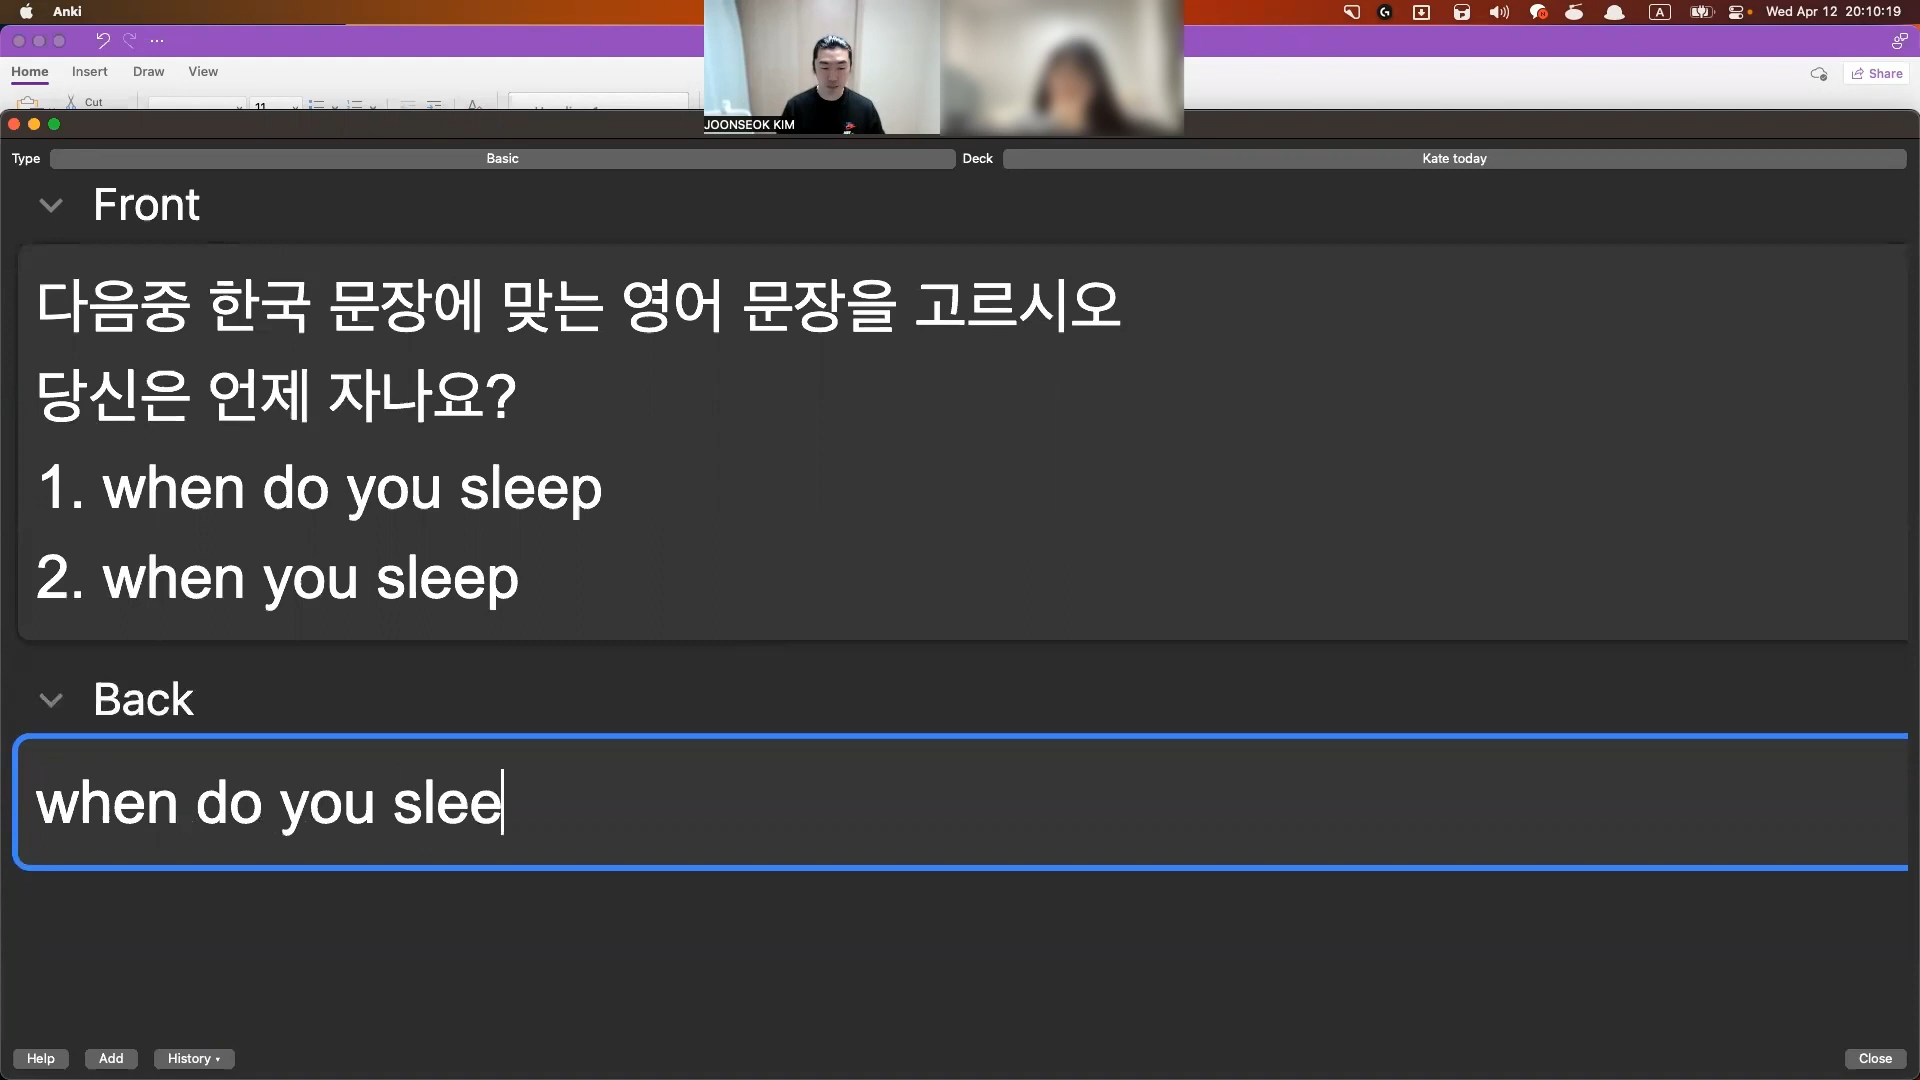 Anki
Wed Apr 12 20:10:19
Home Insert Draw View
Share
Cut
11
JOONSEOK KIM
Type Basic Deck Kate today
Front
다음중 한국 문장에 맞는 영어 문장을 고르시오
당신은 언제 자나요?
1. when do you sleep
2. when you sleep
Back
when do you slee
Help Add History Close